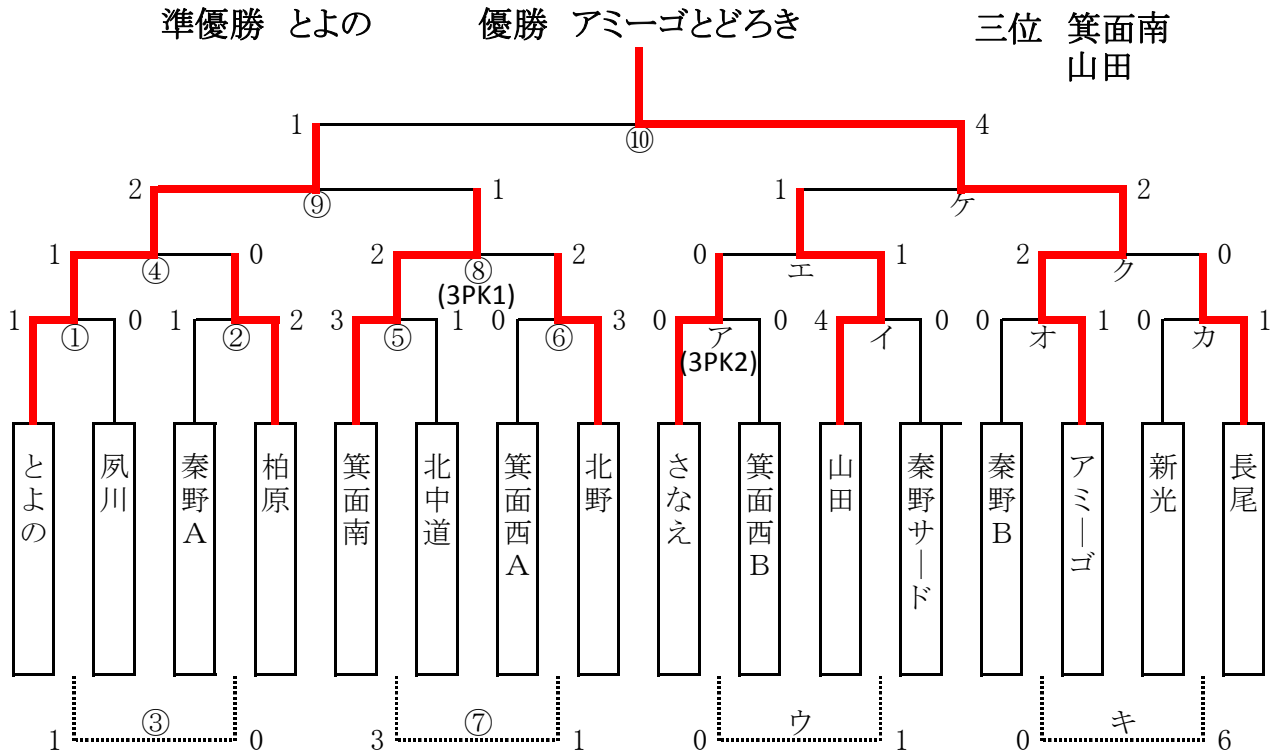 準優勝 とよの 優勝 アミーゴとどろき 三位 箕面南
山田
1 ⑩ 4
2 ⑨ 1 1 ケ 2
1 ④ 0 2 ⑧ 2 0 エ 1 2 ク 0
(3PK1)
1 ① 0 1 ② 2 3 ⑤ 1 0 ⑥ 3 0 ア 0 4 イ 0 0 オ 1 0 カ 1
(3PK2)
とよの
夙川
秦野A
柏原
箕面南
北中道
箕面西A
北野
さなえ
箕面西B
山田
秦野サード
秦野B
アミーゴ
新光
長尾
1 ③ 0 3 ⑦ 1 0 ウ 1 0 キ 6